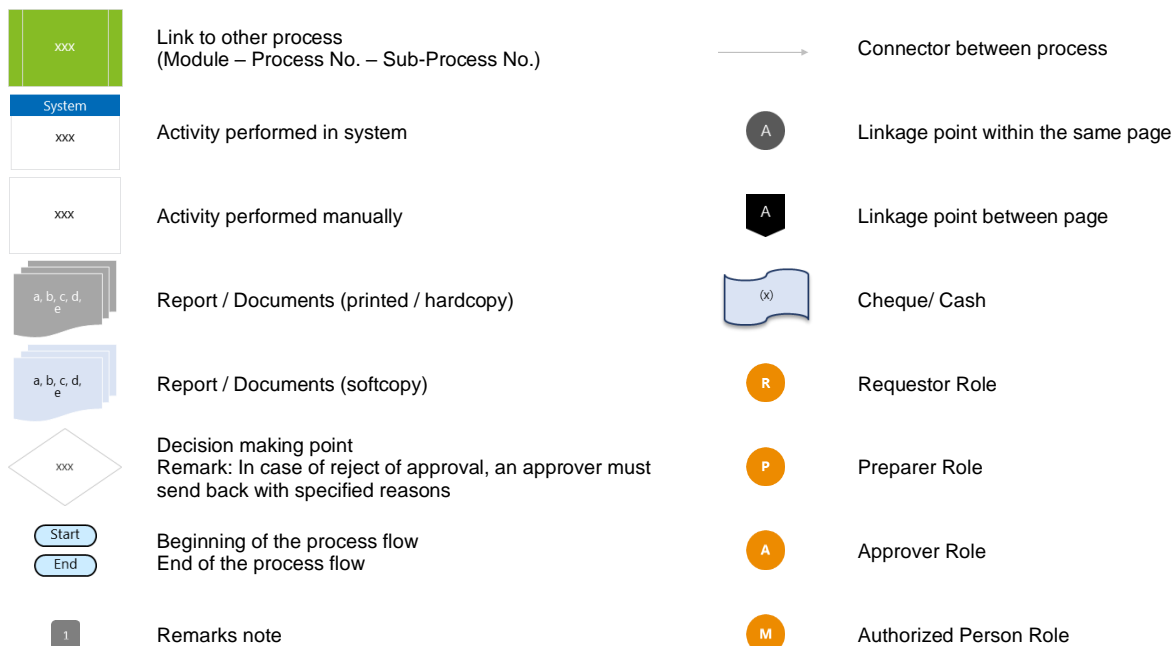 xxx
Link to other process
(Module – Process No. – Sub-Process No.)
Connector between process
System
xxx
Activity performed in system
A
Linkage point within the same page
xxx
Activity performed manually
A
Linkage point between page
a, b, c, d,
e
Report / Documents (printed / hardcopy)
(x)
Cheque/ Cash
a, b, c, d,
e
Report / Documents (softcopy)
R
Requestor Role
xxx
Decision making point
Remark: In case of reject of approval, an approver must
send back with specified reasons
P
Preparer Role
Start
End
Beginning of the process flow
End of the process flow
A
Approver Role
1
Remarks note
M
Authorized Person Role